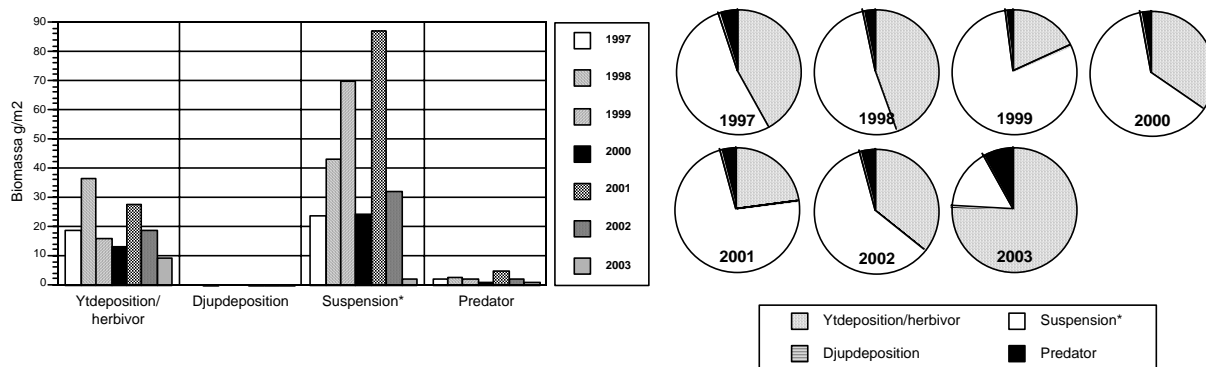 90
80
70
60
50
40
30
20
10
0
Biomassa g/m2
Ytdeposition/
herbivor
Djupdeposition
Suspension*
Predator
1997
1998
1999
2000
2001
2002
2003
1997
1998
1999
2000
2001
2002
2003
Ytdeposition/herbivor
Suspension*
Djupdeposition
Predator